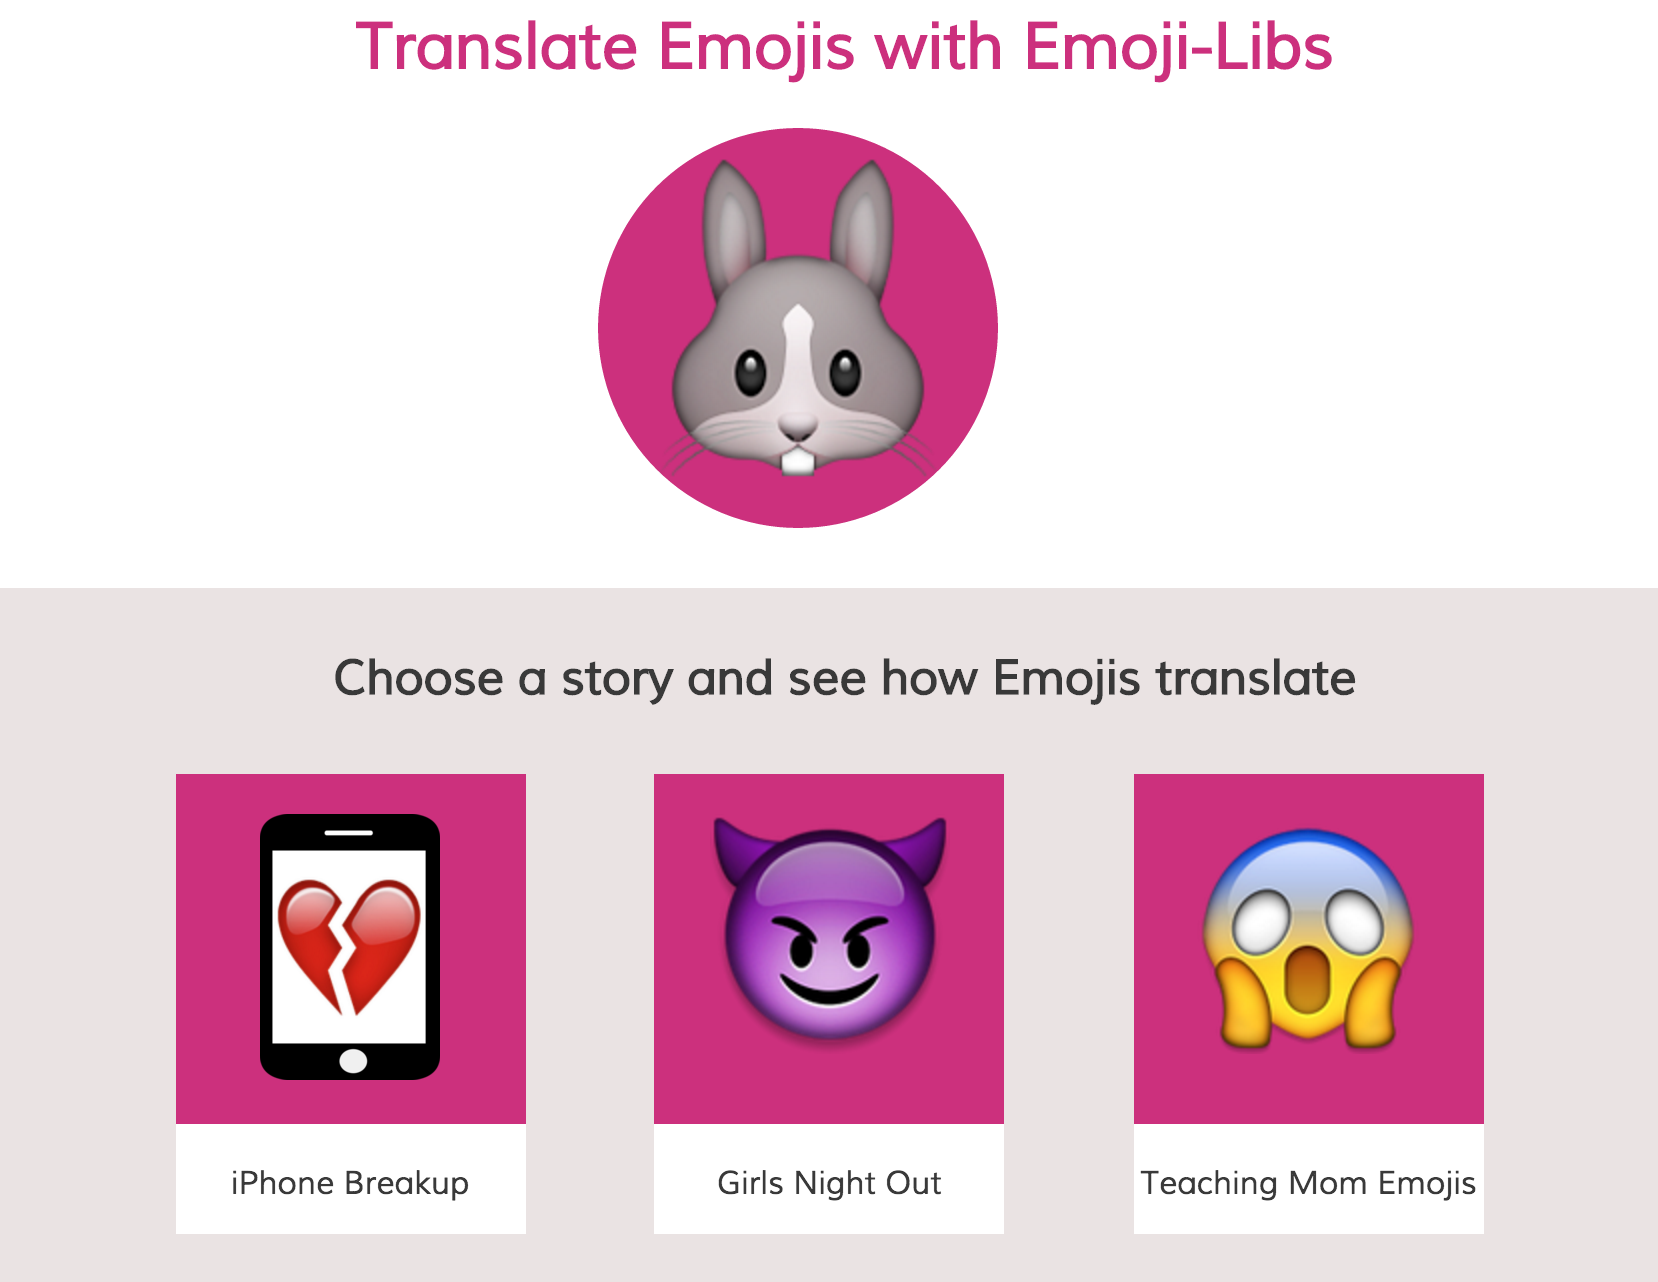 Translate Emojis with Emoji-Libs
Choose a story and see how Emojis translate
iPhone Breakup
Girls Night Out
Teaching Mom Emojis